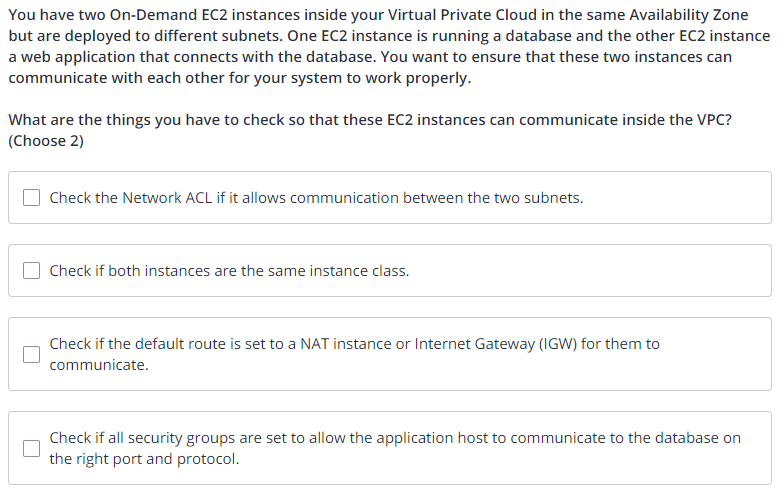 You have two On-Demand EC2 instances inside your Virtual Private Cloud in the same Availability Zone
but are deployed to different subnets. One EC2 instance is running a database and the other EC2 instance
a web application that connects with the database. You want to ensure that these two instances can
communicate with each other for your system to work properly.
What are the things you have to check so that these EC2 instances can communicate inside the VPC?
(Choose 2)
Check the Network ACL if it allows communication between the two subnets.
Check if both instances are the same instance class.
Check if the default route is set to a NAT instance or Internet Gateway (IGW) for them to
communicate.
Check if all security groups are set to allow the application host to communicate to the database on
the right port and protocol.